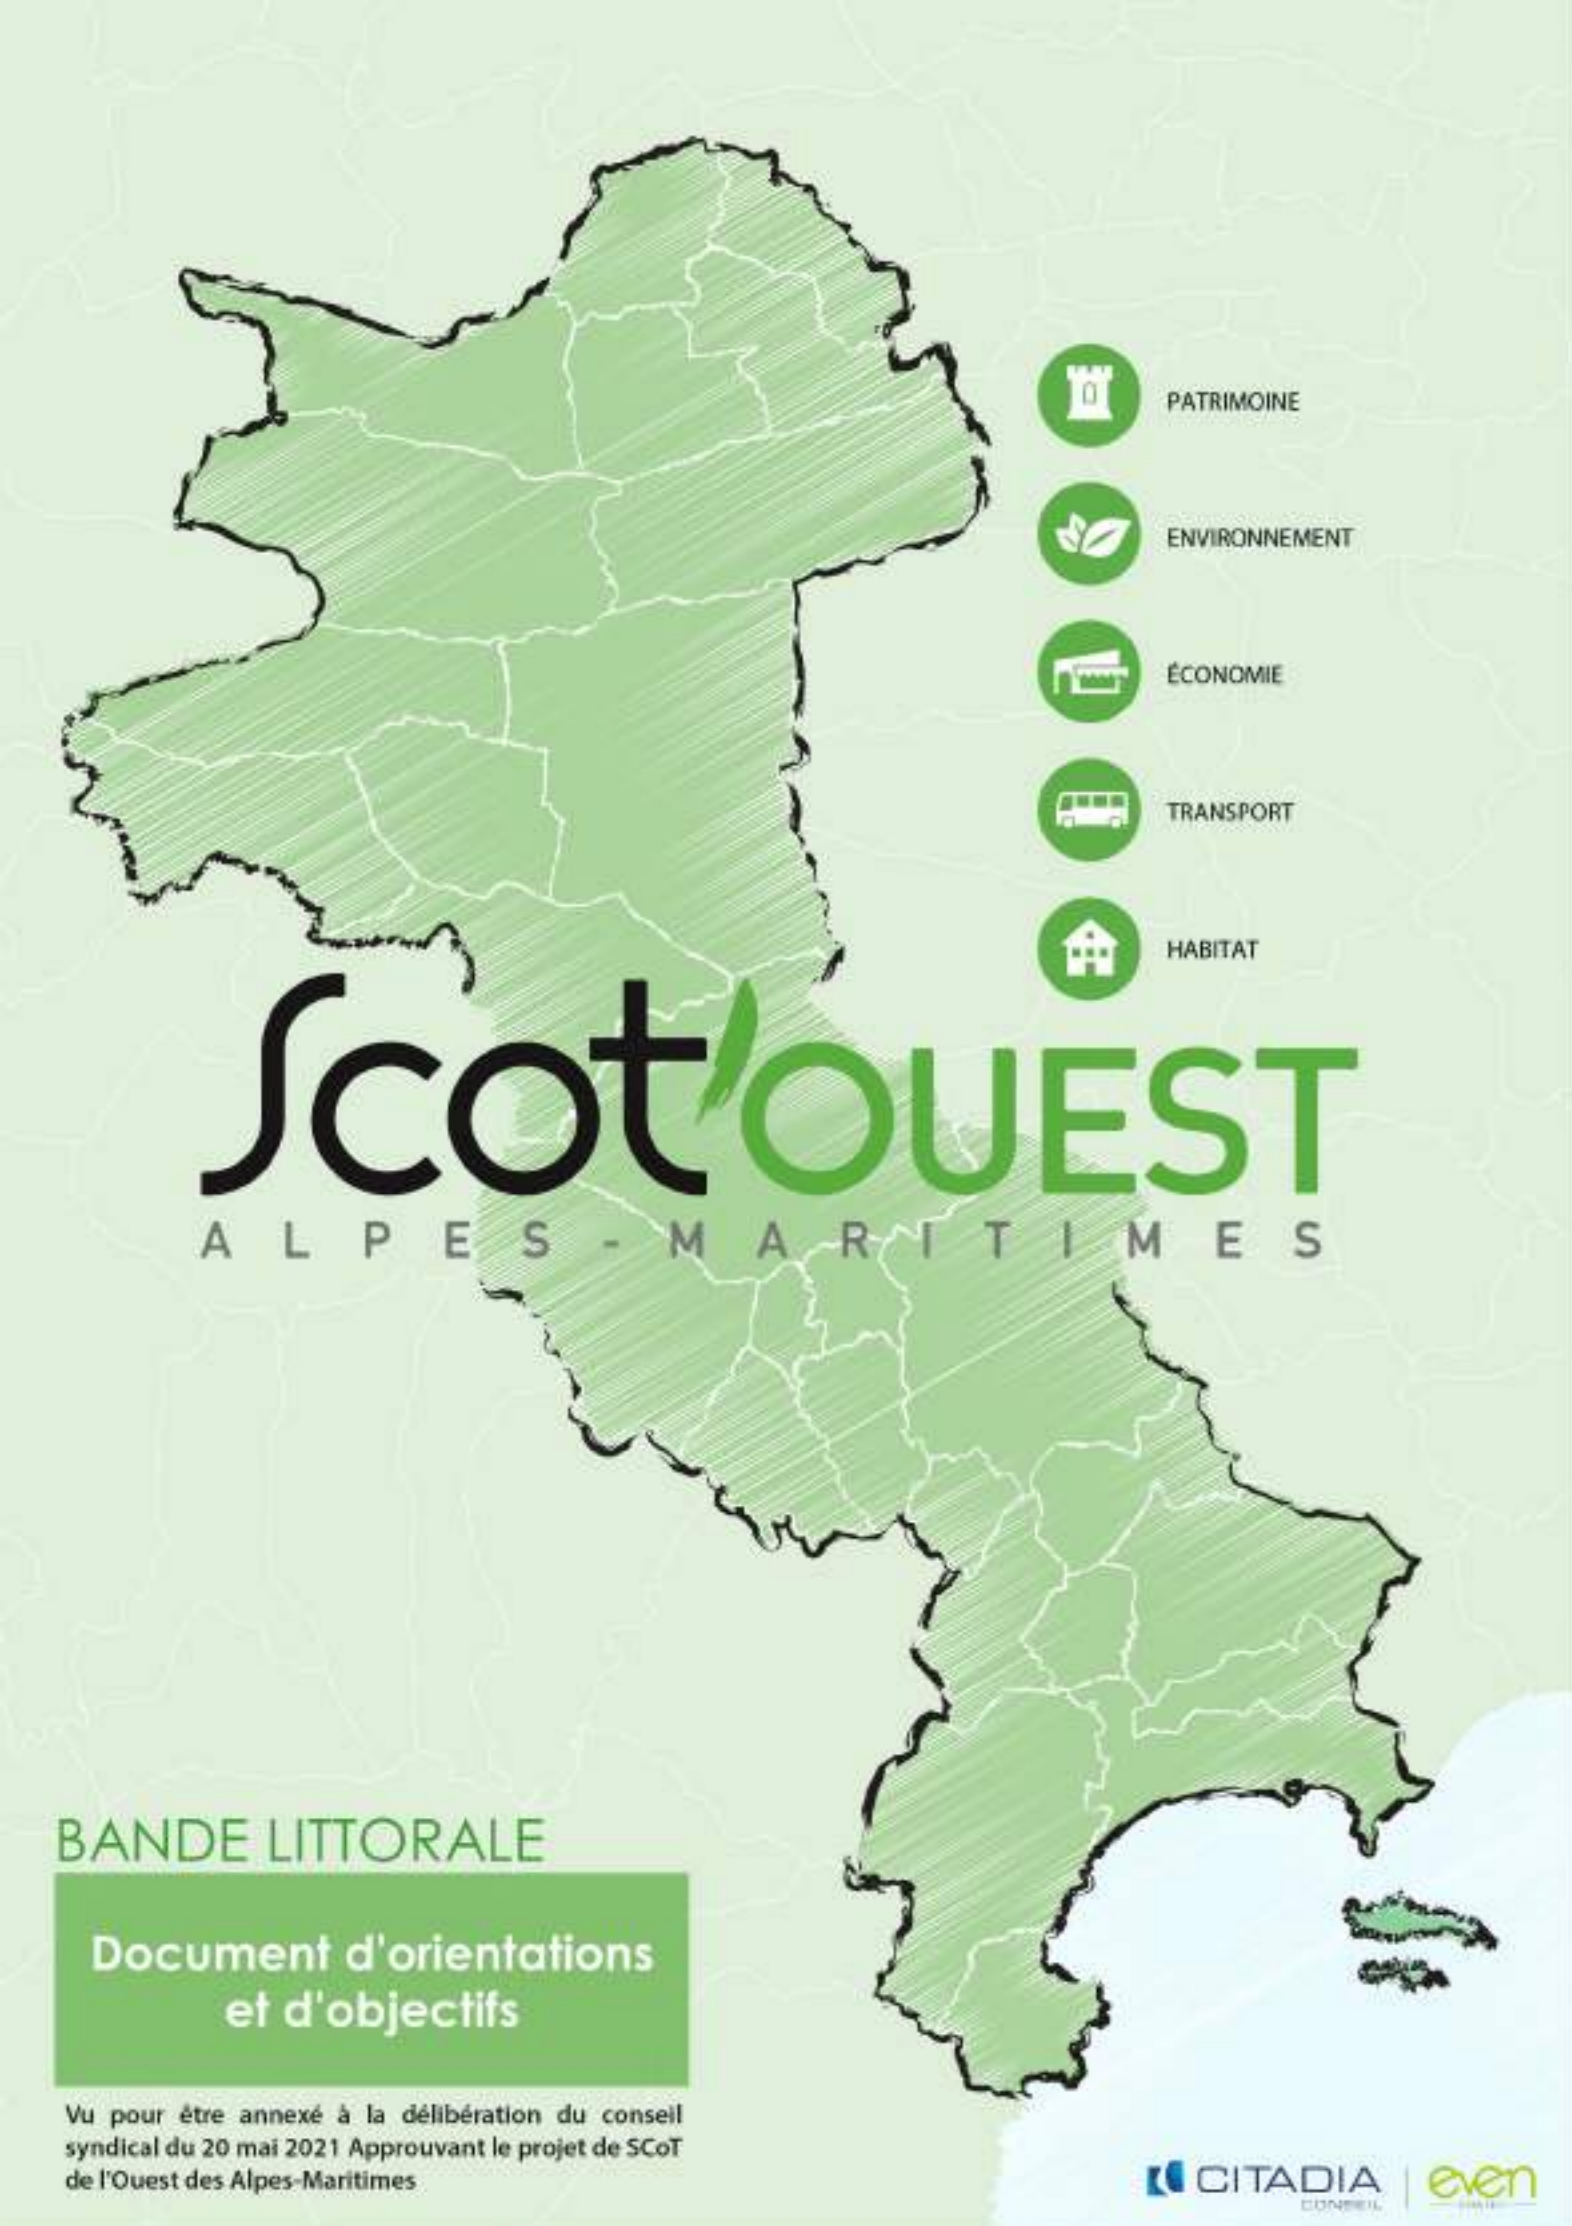 PATRIMOINE
ENVIRONNEMENT
ÉCONOMIE
TRANSPORT
HABITAT
Scot'OUEST
ALPES-MARITIMES
BANDE LITTORALE
Document d'orientations
et d'objectifs
Vu pour être annexé à la délibération du conseil
syndical du 20 mai 2021 Approuvant le projet de SCoT
de l'Ouest des Alpes-Maritimes
CITADIA
CONSEIL
even